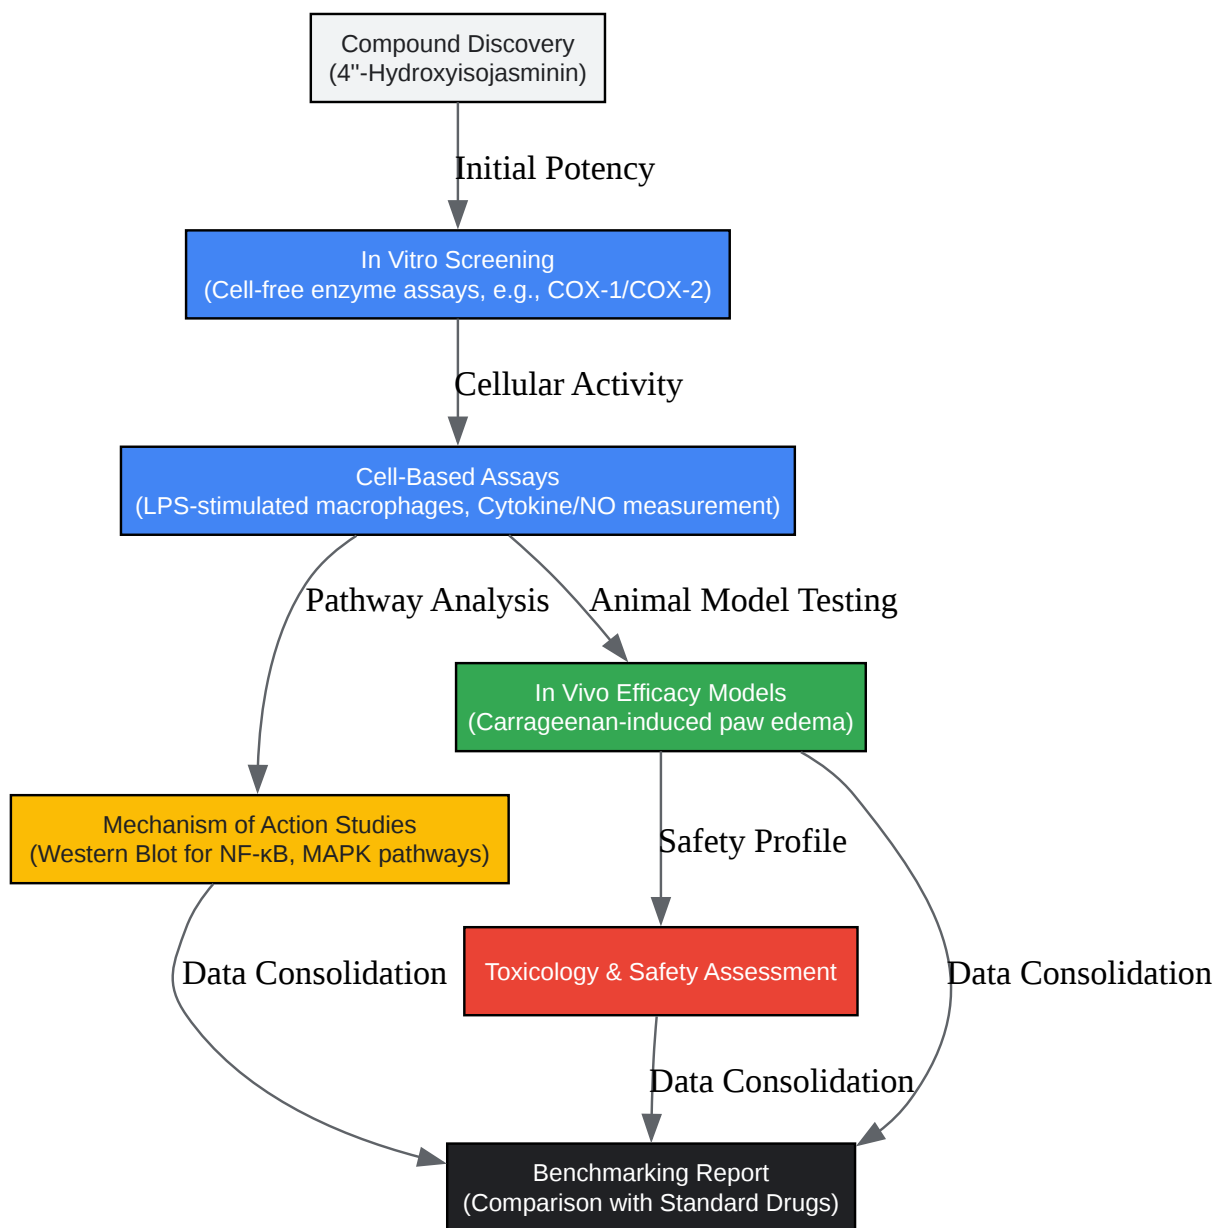 Compound Discovery
(4"-Hydroxyisojasminin)
Initial Potency
In Vitro Screening
(Cell-free enzyme assays, e.g., COX-1/COX-2)
Cellular Activity
Cell-Based Assays
(LPS-stimulated macrophages, Cytokine/NO measurement)
Pathway Analysis
Animal Model Testing
In Vivo Efficacy Models
(Carrageenan-induced paw edema)
Mechanism of Action Studies
(Western Blot for NF-κB, MAPK pathways)
Safety Profile
Data Consolidation
Toxicology & Safety Assessment
Data Consolidation
Data Consolidation
Benchmarking Report
(Comparison with Standard Drugs)